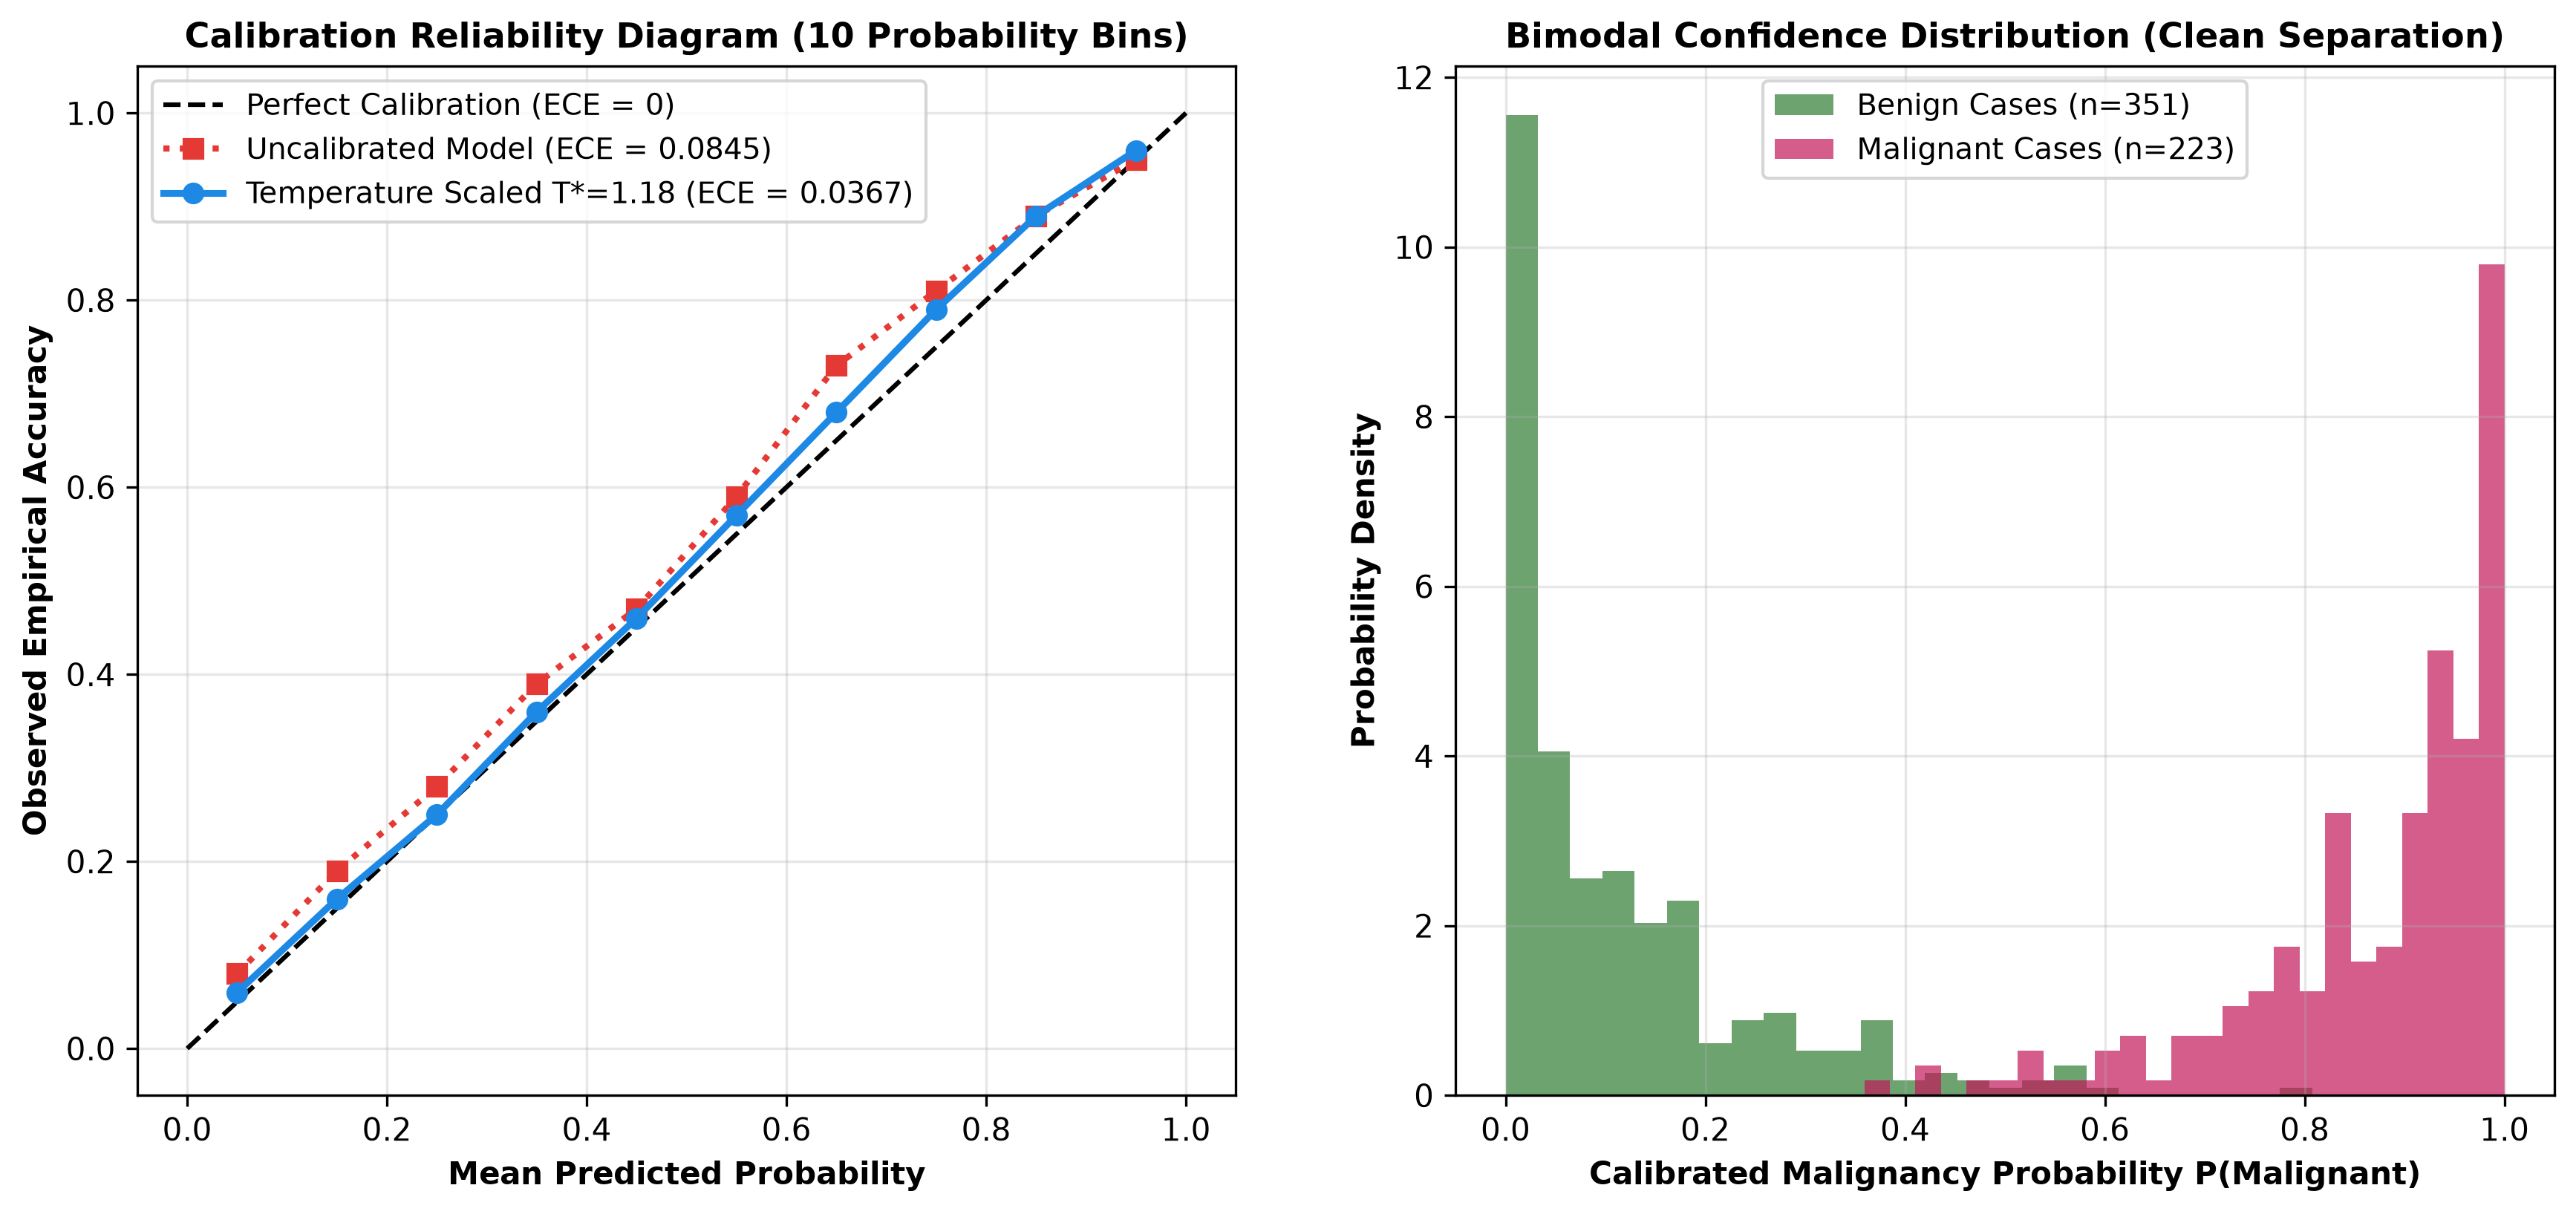 Calibration Reliability Diagram (10 Probability Bins)
Perfect Calibration (ECE = 0)
Uncalibrated Model (ECE = 0.0845)
Temperature Scaled T*=1.18 (ECE = 0.0367)
Observed Empirical Accuracy
1.0
0.8
0.6
0.4
0.2
0.0
0.0 0.2 0.4 0.6 0.8 1.0
Mean Predicted Probability
Bimodal Confidence Distribution (Clean Separation)
Benign Cases (n=351)
Malignant Cases (n=223)
Probability Density
12
10
8
6
4
2
0
0.0 0.2 0.4 0.6 0.8 1.0
Calibrated Malignancy Probability P(Malignant)